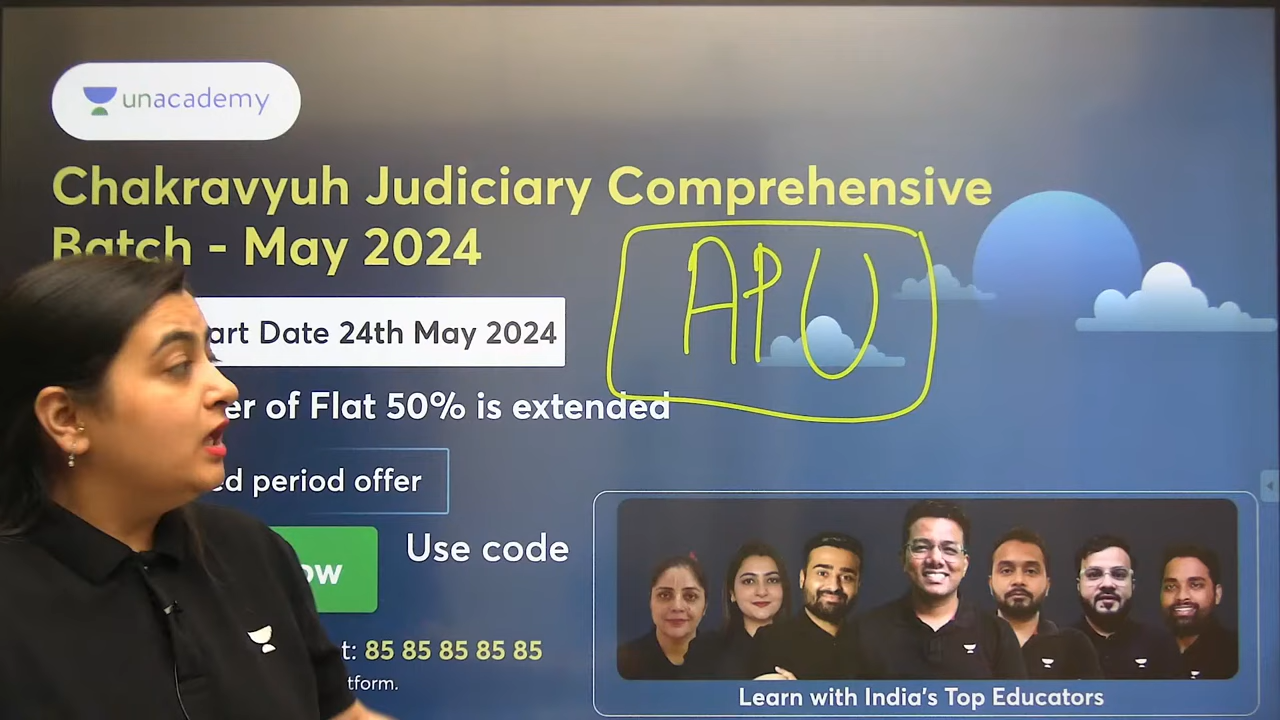 unacademy
Chakravyuh Judiciary Comprehensive
Batch - May 2024
art Date 24th May 2024
er of Flat 50% is extended
APU
ed period offer
ow
Use code
t: 85 85 85 85 85
tform.
Learn with India's Top Educators